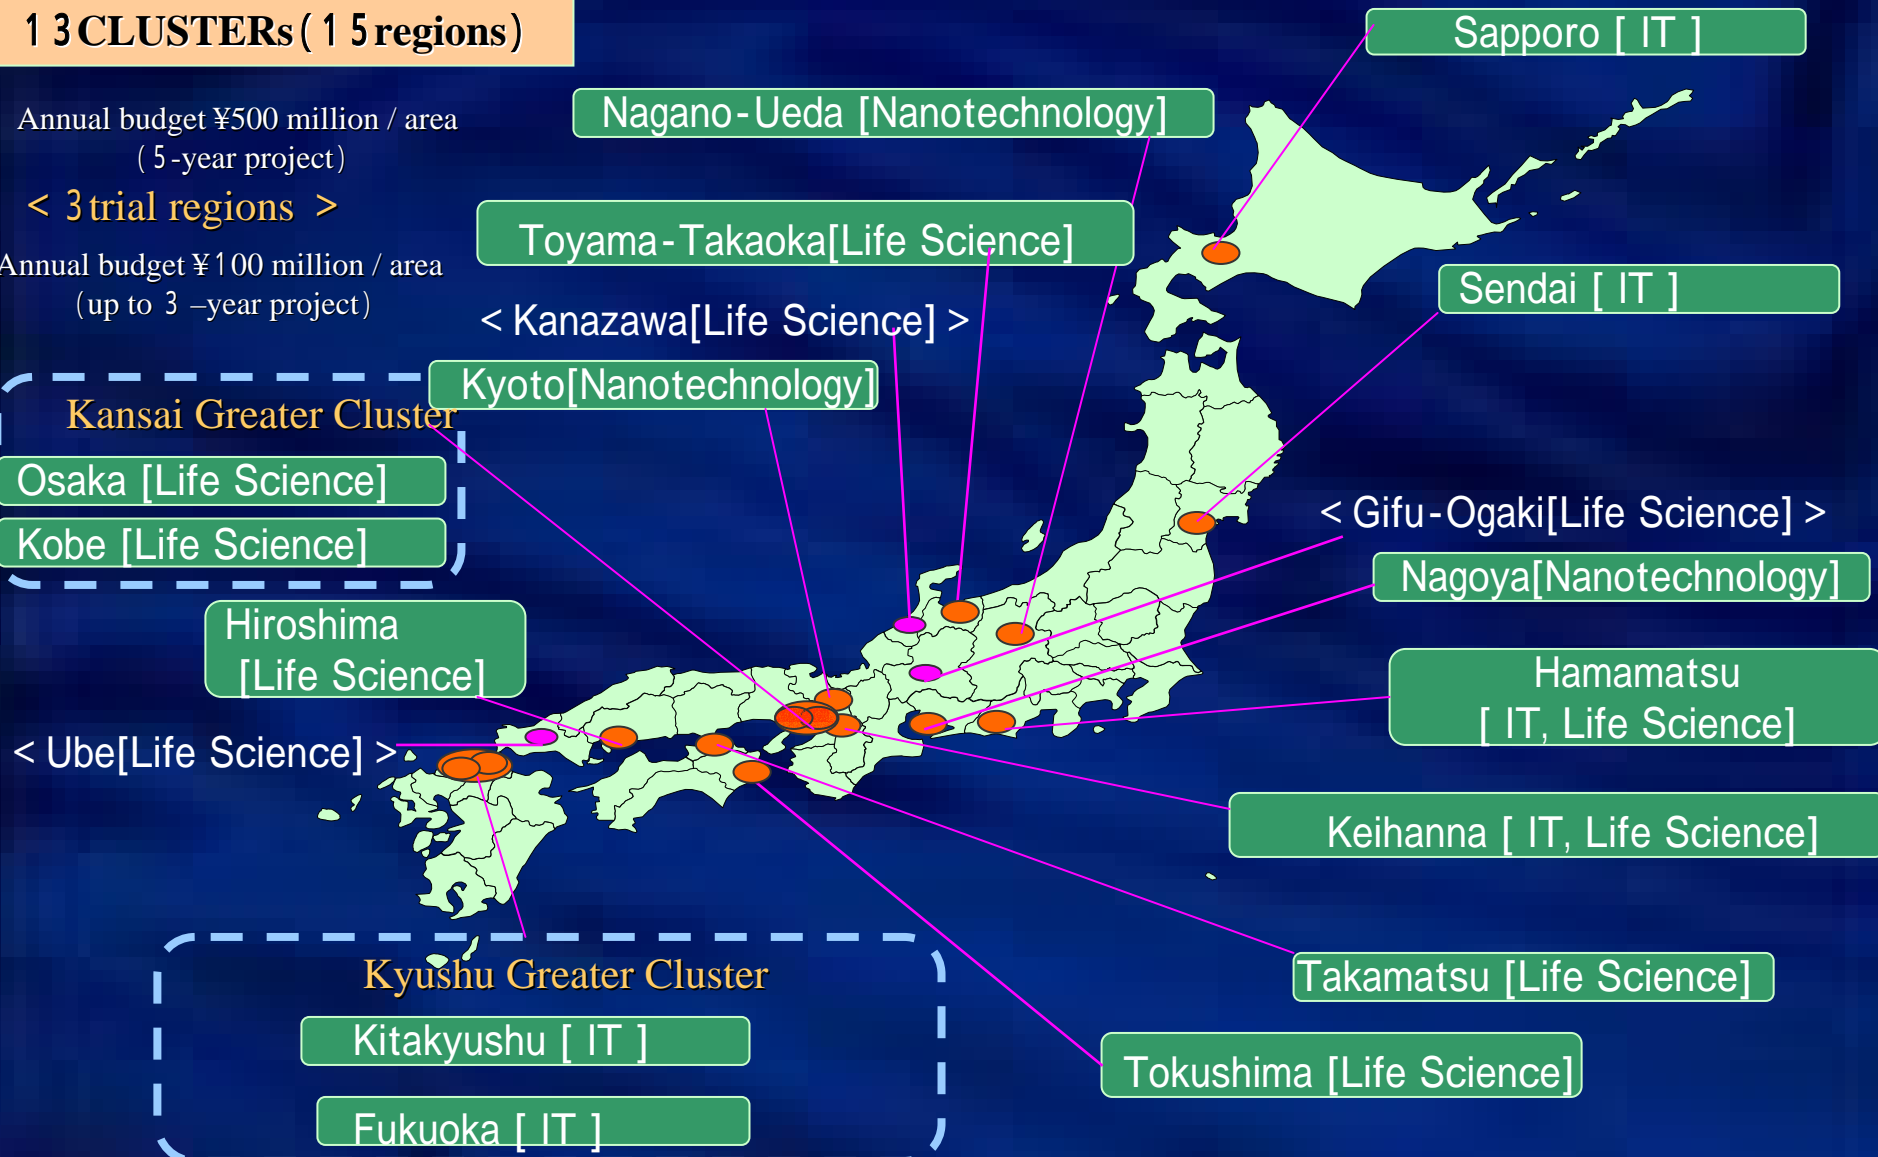 13CLUSTERs(15regions)
Annual budget ¥500 million / area
(5-year project)
< 3trial regions >
Annual budget ¥100 million / area
(up to 3 –year project)
Sapporo [ IT ]
Nagano-Ueda [Nanotechnology]
Toyama-Takaoka[Life Science]
Sendai [ IT ]
< Kanazawa[Life Science] >
Kyoto[Nanotechnology]
Kansai Greater Cluster
Osaka [Life Science]
Kobe [Life Science]
< Gifu-Ogaki[Life Science] >
Nagoya[Nanotechnology]
Hiroshima
[Life Science]
Hamamatsu
[ IT, Life Science]
< Ube[Life Science] >
Keihanna [ IT, Life Science]
Takamatsu [Life Science]
Tokushima [Life Science]
Kyushu Greater Cluster
Kitakyushu [ IT ]
Fukuoka [ IT ]